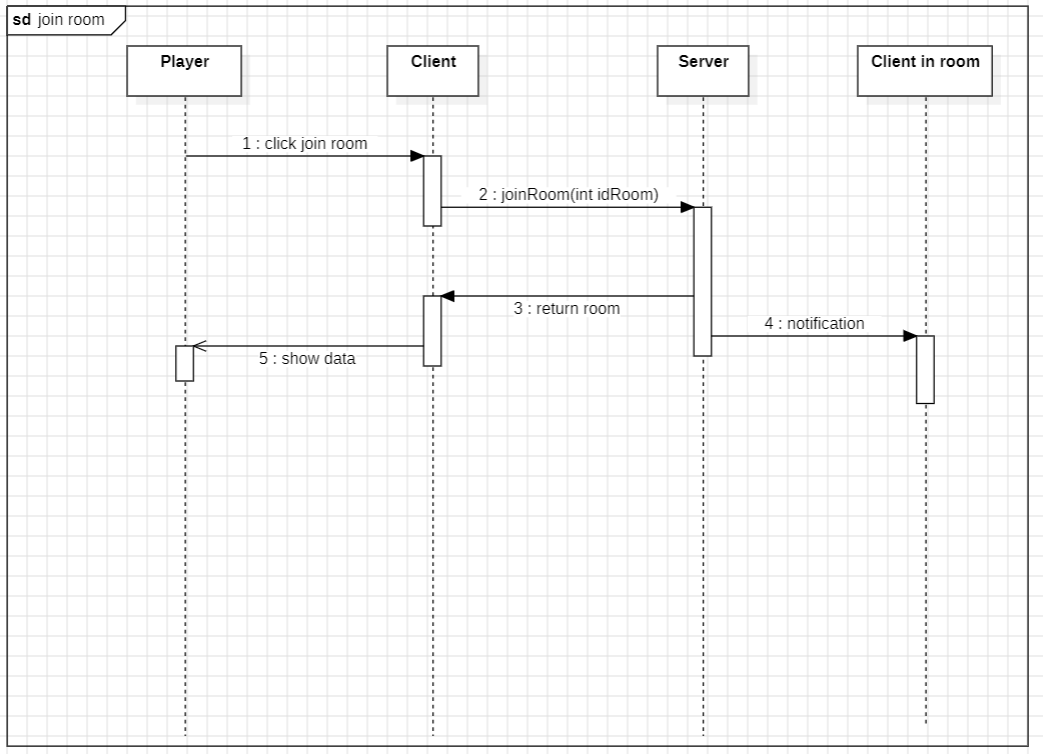 sd join room
Player
Client
Server
Client in room
1 : click join room
2 : joinRoom(int idRoom)
3 : return room
4 : notification
5 : show data